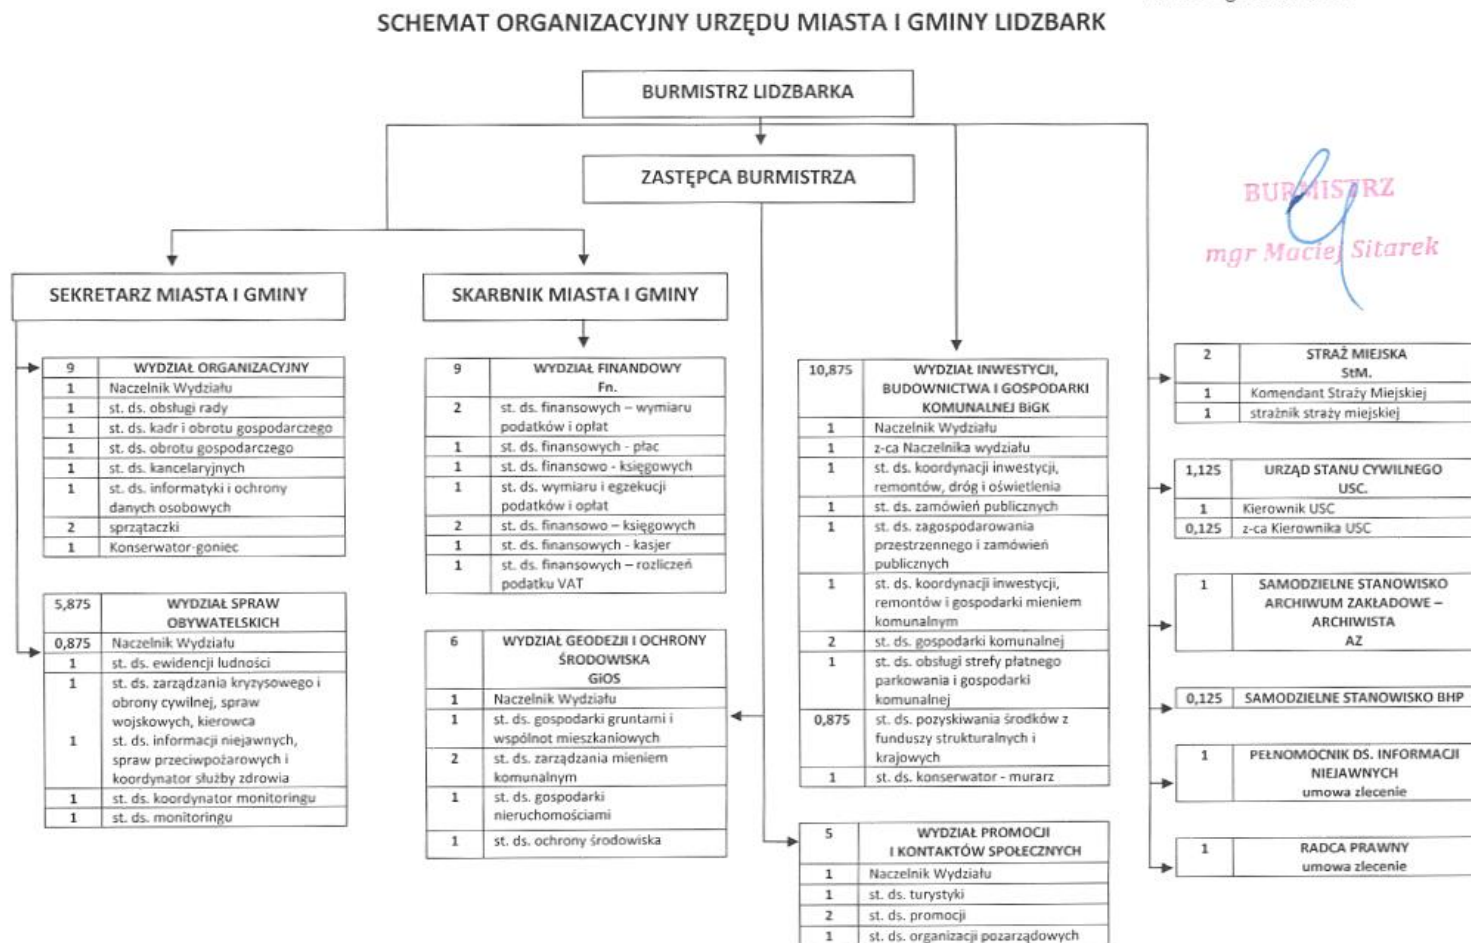 SCHEMAT ORGANIZACYJNY URZĘDU MIASTA I GMINY LIDZBARK
BURMISTRZ LIDZBARKA
ZASTĘPCA BURMISTRZA
BURMISTRZ
mgr Maciej Sitarek
SEKRETARZ MIASTA I GMINY
9 WYDZIAŁ ORGANIZACYJNY
1 Naczelnik Wydziału
1 st. ds. obsługi rady
1 st. ds. kadr i obrotu gospodarczego
1 st. ds. obrotu gospodarczego
1 st. ds. kancelaryjnych
1 st. ds. informatyki i ochrony
danych osobowych
2 sprzątaczki
1 Konserwator-goniec
5,875 WYDZIAŁ SPRAW
OBYWATELSKICH
0,875 Naczelnik Wydziału
1 st. ds. ewidencji ludności
1 st. ds. zarządzania kryzysowego i
obrony cywilnej, spraw
wojskowych, kierowca
1 st. ds. informacji niejawnych,
spraw przeciwpożarowych i
koordynator służby zdrowia
1 st. ds. koordynator monitoringu
1 st. ds. monitoringu
SKARBNIK MIASTA I GMINY
9 WYDZIAŁ FINANDOWY
Fn.
2 st. ds. finansowych – wymiaru
podatków i opłat
1 st. ds. finansowych - płac
1 st. ds. finansowo - księgowych
1 st. ds. wymiaru i egzekucji
podatków i opłat
2 st. ds. finansowo – księgowych
1 st. ds. finansowych - kasjer
1 st. ds. finansowych – rozliczeń
podatku VAT
6 WYDZIAŁ GEODEZJI I OCHRONY
ŚRODOWISKA
GiOS
1 Naczelnik Wydziału
1 st. ds. gospodarki gruntami i
wspólnot mieszkaniowych
2 st. ds. zarządzania mieniem
komunalnym
1 st. ds. gospodarki
nieruchomościami
1 st. ds. ochrony środowiska
10,875 WYDZIAŁ INWESTYCJI,
BUDOWNICTWA I GOSPODARKI
KOMUNALNEJ BiGK
1 Naczelnik Wydziału
1 z-ca Naczelnika wydziału
1 st. ds. koordynacji inwestycji,
remontów, dróg i oświetlenia
1 st. ds. zamówień publicznych
1 st. ds. zagospodarowania
przestrzennego i zamówień
publicznych
1 st. ds. koordynacji inwestycji,
remontów i gospodarki mieniem
komunalnym
2 st. ds. gospodarki komunalnej
1 st. ds. obsługi strefy płatnego
parkowania i gospodarki
komunalnej
0,875 st. ds. pozyskiwania środków z
funduszy strukturalnych i
krajowych
1 st. ds. konserwator - murarz
5 WYDZIAŁ PROMOCJI
I KONTAKTÓW SPOŁECZNYCH
1 Naczelnik Wydziału
1 st. ds. turystyki
2 st. ds. promocji
1 st. ds. organizacji pozarządowych
2 STRAŻ MIEJSKA
StM.
1 Komendant Straży Miejskiej
1 strażnik straży miejskiej
1,125 URZĄD STANU CYWILNEGO
USC.
1 Kierownik USC
0,125 z-ca Kierownika USC
1 SAMODZIELNE STANOWISKO
ARCHIWUM ZAKŁADOWE –
ARCHIWISTA
AZ
0,125 SAMODZIELNE STANOWISKO BHP
1 PEŁNOMOCNIK DS. INFORMACJI
NIEJAWNYCH
umowa zlecenie
1 RADCA PRAWNY
umowa zlecenie